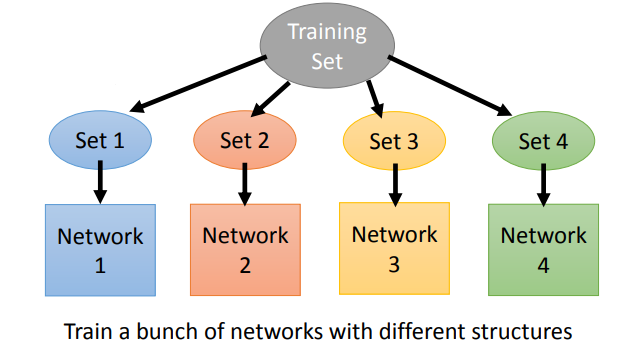 Training
Set
Set 1
Set 2
Set 3
Set 4
Network
1
Network
2
Network
3
Network
4
Train a bunch of networks with different structures